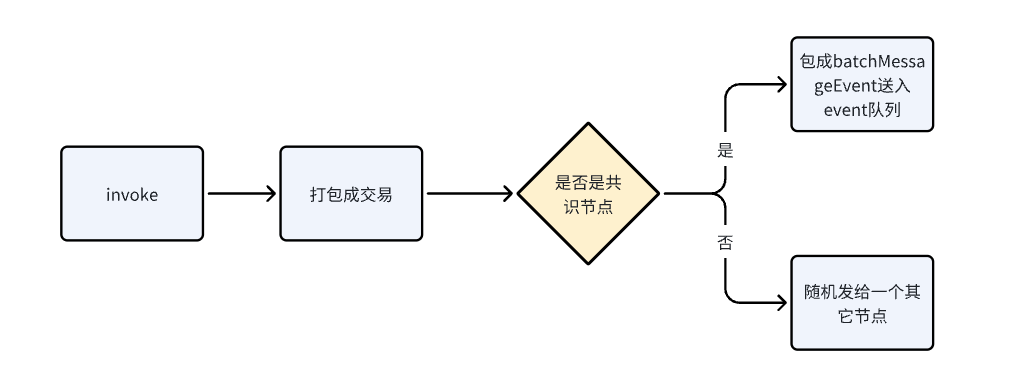 invoke
打包成交易
是否是共
识节点
是
包成batchMessa
geEvent送入
event队列
否
随机发给一个其
它节点